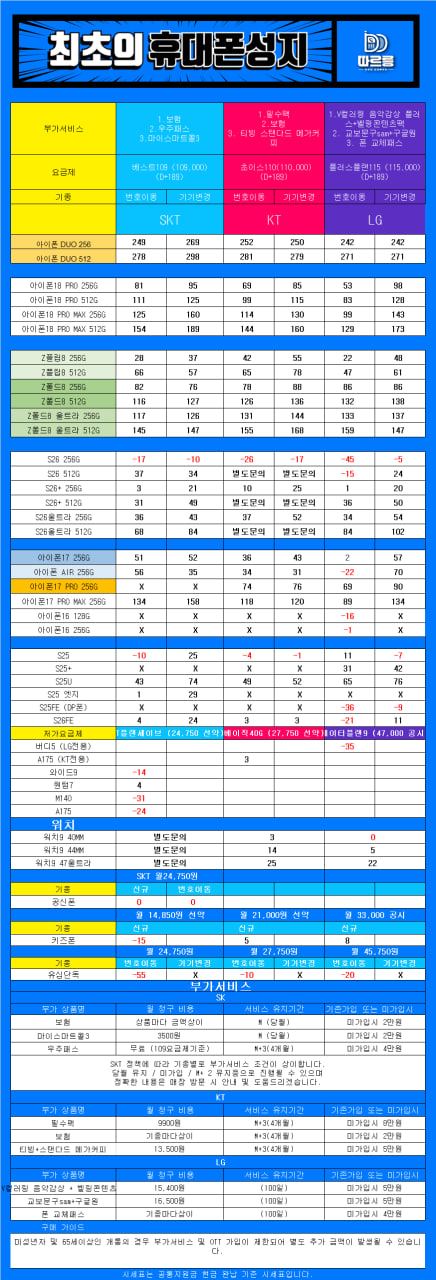 최초의 휴대폰성지
따르릉
부가서비스
1. 보험
2. 우주패스
3. 마이스마트콜3
1. 필수팩
2. 보험
3. 티빙 스탠다드 메가커피
1. V컬러링 음악감상 플러스+벨링콘텐츠팩
2. 교보문구sam+구글원
3. 폰 교체패스
요금제
베스트109 (109,000) (D+189)
초이스110(110,000) (D+189)
플러스플랜115 (115,000) (D+189)
기종 번호이동 기기변경 번호이동 기기변경 번호이동 기기변경
SKT KT LG
아이폰 DUO 256 249 269 252 250 242 242
아이폰 DUO 512 278 298 281 279 271 271
아이폰18 PRO 256G 81 95 69 85 53 98
아이폰18 PRO 512G 111 125 99 115 83 128
아이폰18 PRO MAX 256G 125 160 114 130 99 143
아이폰18 PRO MAX 512G 154 189 144 160 129 173
Z플립8 256G 28 37 42 55 22 48
Z플립8 512G 47 57 65 78 47 61
Z폴드8 256G 82 76 78 88 86 86
Z폴드8 512G 116 127 126 136 132 138
Z폴드8 울트라 256G 117 126 131 144 133 137
Z폴드8 울트라 512G 145 147 155 168 159 147
S26 256G -17 -10 -26 -17 -45 -5
S26 512G 37 34 별도문의 별도문의 -15 24
S26+ 256G 3 21 10 25 1 20
S26+ 512G 31 49 별도문의 별도문의 36 50
S26울트라 256G 36 43 37 52 34 54
S26울트라 512G 68 84 별도문의 별도문의 84 102
아이폰17 256G 51 52 36 43 2 57
아이폰 AIR 256G 56 35 34 31 -22 70
아이폰17 PRO 256G X X 74 76 69 90
아이폰17 PRO MAX 256G 134 158 118 120 89 134
아이폰16 128G X X X X -16 X
아이폰16 256G X X X X -1 X
S25 -10 25 -4 -1 11 -7
S25+ X X X X 31 42
S25U 43 74 49 52 65 76
S25 엣지 1 29 X X X X
S25FE (DP폰) X X X X -36 -9
S26FE 4 24 3 3 -21 11
저가요금제 T플랜세이브 (24,750 선약) 베이직40G (27,750 선약) 데이터플랜9 (47,000 공시
버디5 (LG전용) -35
A175 (KT전용) 3
와이드9 -14
퀀텀7 4
M140 -31
A175 -24
워치
워치9 40MM 별도문의 3 0
워치9 44MM 별도문의 14 5
워치9 47울트라 별도문의 25 22
SKT 월24,750원
기종 신규 번호이동
공신폰 0 0
월 14,850원 선약 월 21,000원 선약 월 33,000 공시
기종 신규 신규 신규
키즈폰 -15 5 8
월 24,750원 월 27,750원 월 45,750원
기종 번호이동 기기변경 번호이동 기기변경 번호이동 기기변경
유심단독 -55 X -10 X -20 X
부가서비스
SK
부가 상품명 월 청구 비용 서비스 유지기간 기존가입 또는 미가입시
보험 상품마다 금액상이 M (당월) 미가입시 2만원
마이스마트콜3 3500원 M (당월) 미가입시 2만원
우주패스 무료 (109요금제기준) M+3(4개월) 미가입시 4만원
SKT 정책에 따라 기종별로 부가서비스 조건이 상이합니다.
당월 유지 / 미가입 / M+ 2 유지등으로 진행될 수 있으며
정확한 내용은 매장 방문 시 안내 및 도움드리겠습니다.
KT
부가 상품명 월 청구 비용 서비스 유지기간 기존가입 또는 미가입시
필수팩 9900원 M+3(4개월) 미가입시 8만원
보험 기종마다상이 M+3(4개월) 미가입시 2만원
티빙+스탠다드 메가커피 13,500원 M+3(4개월) 미가입시 5만원
LG
부가 상품명 월 청구 비용 서비스 유지기간 기존가입 또는 미가입시
V컬러링 음악감상 + 벨링콘텐츠 15,400원 (100일) 미가입시 6만원
교보문구sam+구글원 16,500원 (100일) 미가입시 5만원
폰 교체패스 기종마다상이 (100일) 미가입시 4만원
구매 가이드
미성년자 및 65세이상인 개통의 경우 부가서비스 및 OTT 가입이 제한되어 별도 추가 금액이 발생될 수 있습니다.
시세표는 공통지원금 현금 완납 기준 시세표입니다.